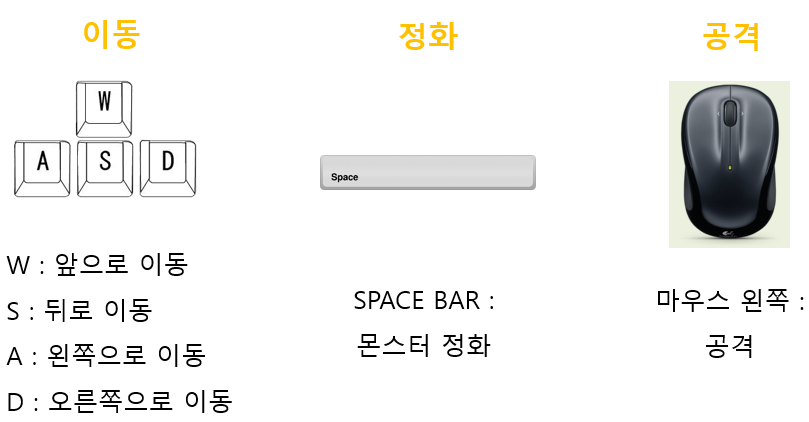 이동
정화
공격
W
A S D
Space
W : 앞으로 이동
S : 뒤로 이동
A : 왼쪽으로 이동
D : 오른쪽으로 이동
SPACE BAR :
몬스터 정화
마우스 왼쪽 :
공격